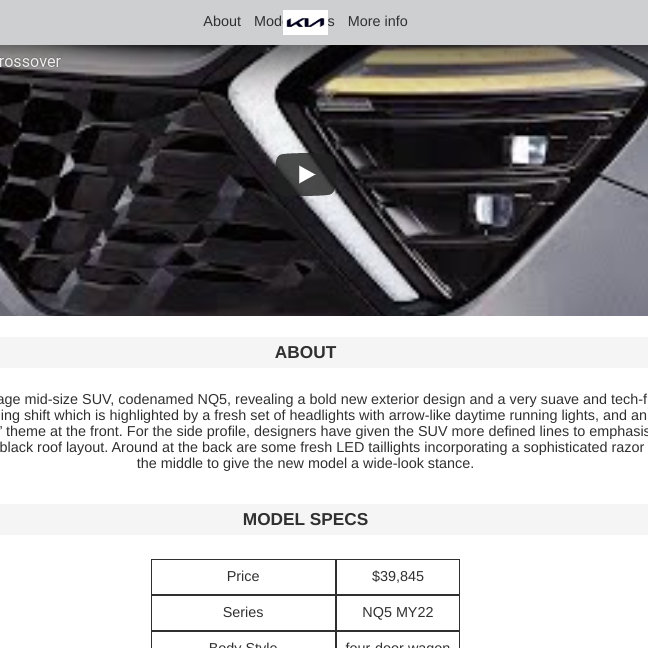 About Mod KIA s More info
rossover
ABOUT
age mid-size SUV, codenamed NQ5, revealing a bold new exterior design and a very suave and tech-f
ing shift which is highlighted by a fresh set of headlights with arrow-like daytime running lights, and an
' theme at the front. For the side profile, designers have given the SUV more defined lines to emphasis
black roof layout. Around at the back are some fresh LED taillights incorporating a sophisticated razor
the middle to give the new model a wide-look stance.
MODEL SPECS
Price $39,845
Series NQ5 MY22
Body Style four-door wagon